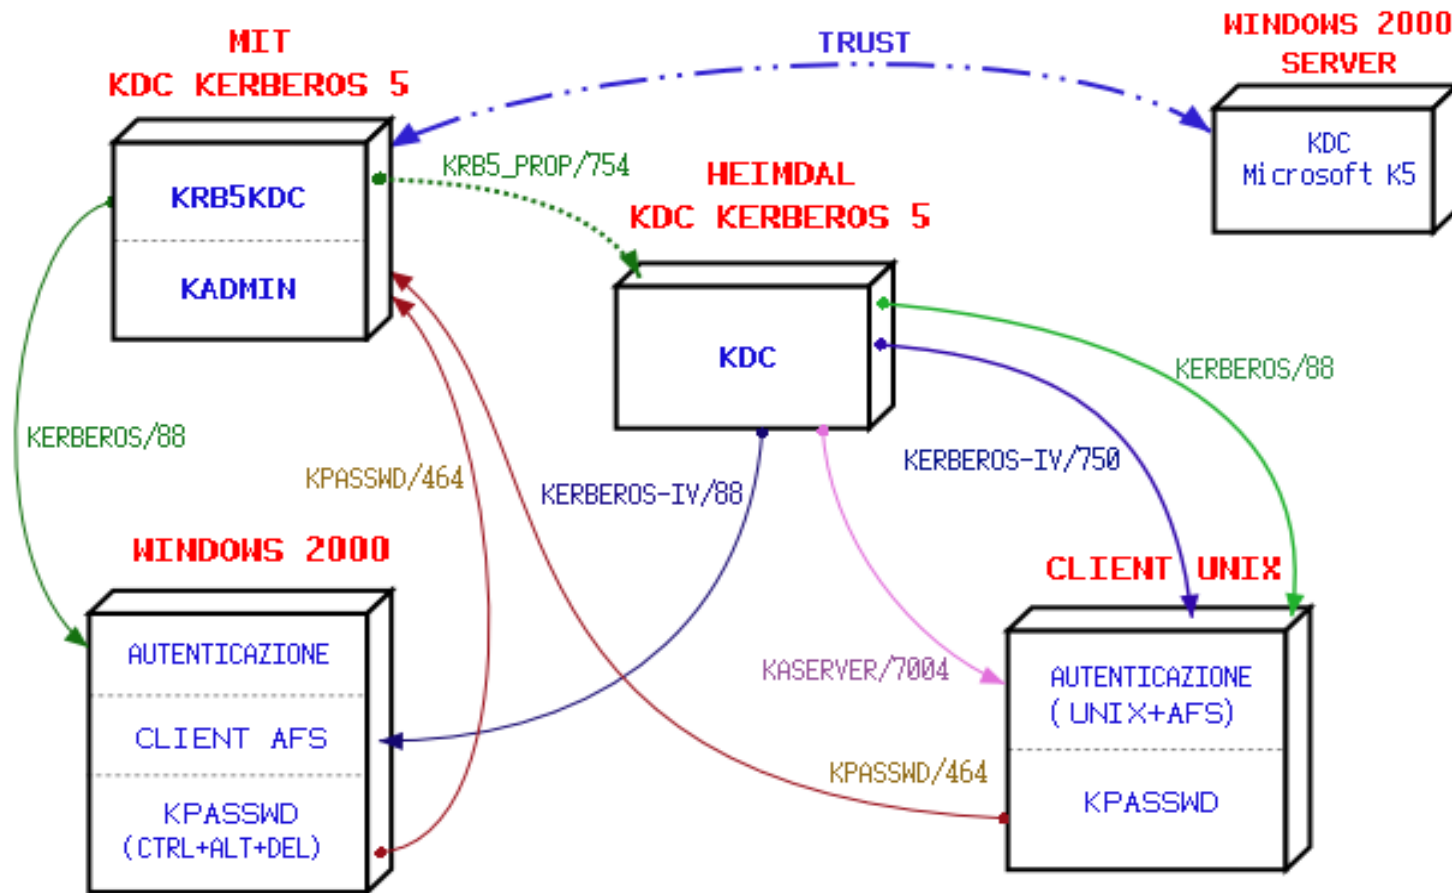 MIT
KDC KERBEROS 5
TRUST
WINDOWS 2000
SERVER
KRB5KDC
KADMIN
KRB5_PROP/754
HEIMDAL
KDC KERBEROS 5
KDC
Microsoft K5
KDC
KERBEROS/88
KERBEROS/88
KPASSWD/464
KERBEROS-IV/88
KERBEROS-IV/750
WINDOWS 2000
CLIENT UNIX
AUTENTICAZIONE
CLIENT AFS
KPASSWD
(CTRL+ALT+DEL)
KASERVER/7004
KPASSWD/464
AUTENTICAZIONE
(UNIX+AFS)
KPASSWD